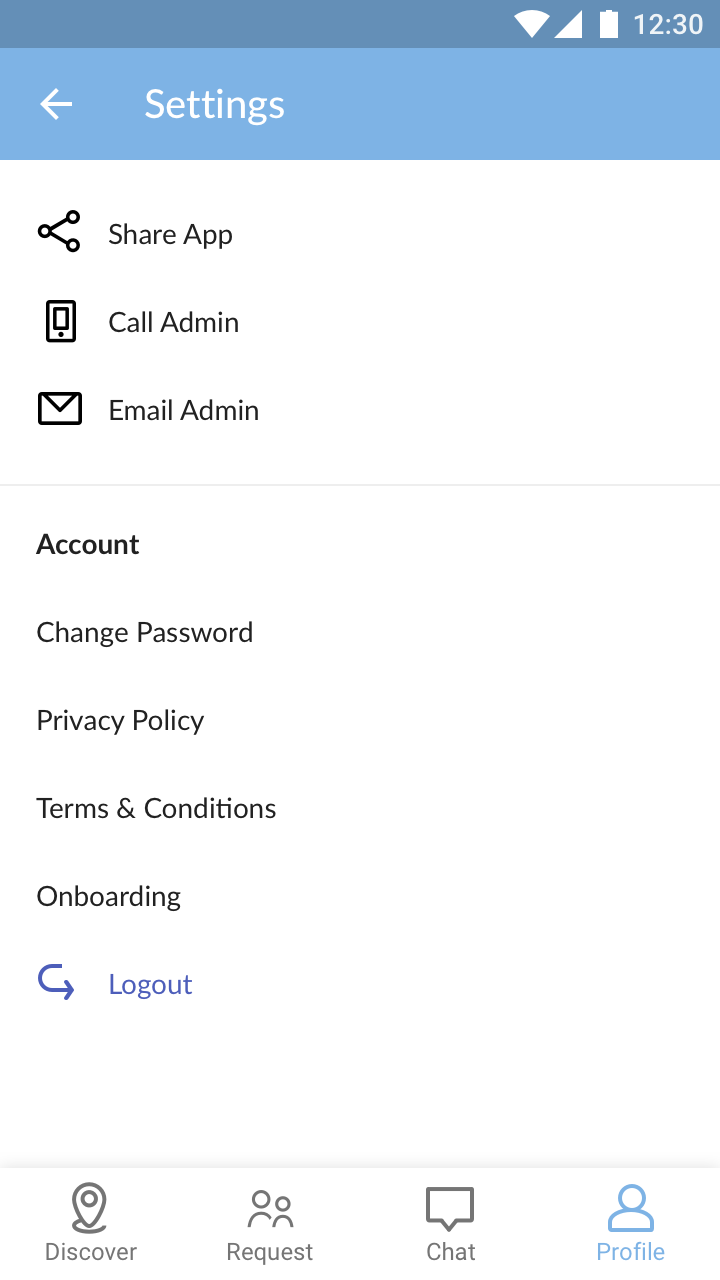 12:30
Settings
Share App
Call Admin
Email Admin
Account
Change Password
Privacy Policy
Terms & Conditions
Onboarding
Logout
Discover
Request
Chat
Profile